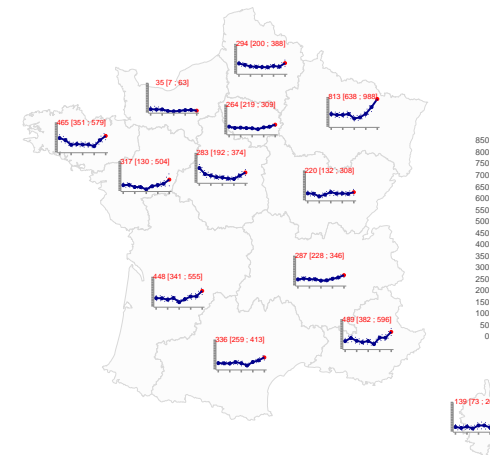 294 [200 ; 388]
35 [7 ; 63]
813 [638 ; 988]
264 [219 ; 309]
465 [351 ; 579]
283 [192 ; 374]
317 [130 ; 504]
220 [132 ; 308]
287 [228 ; 346]
448 [341 ; 555]
489 [382 ; 596]
336 [259 ; 413]
139 [73 ; 20
850
800
750
700
650
600
550
500
450
400
350
300
250
200
150
100
50
0